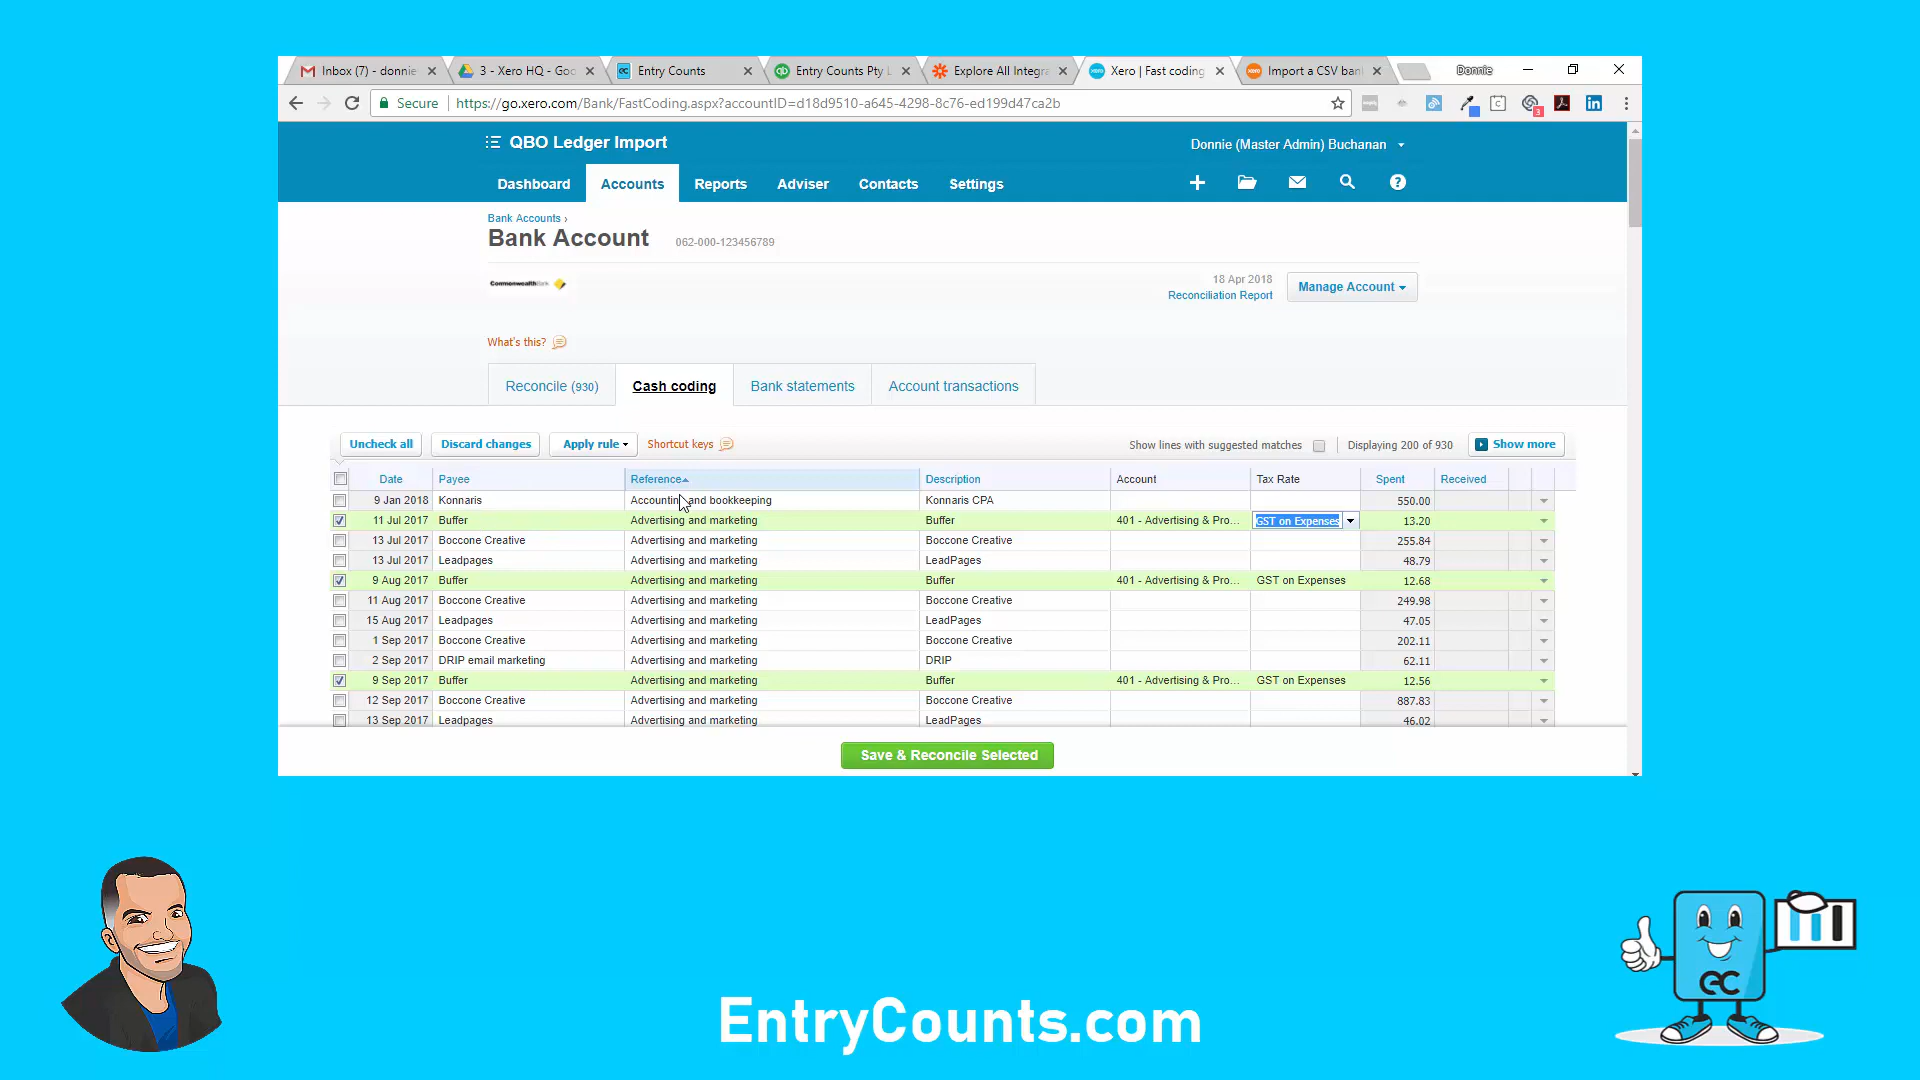 Inbox (7) - donnie
3 - Xero HQ - Goo
Entry Counts
Entry Counts Pty L
Explore All Integra
Xero | Fast coding
Import a CSV ban
Donnie
Secure
https://go.xero.com/Bank/FastCoding.aspx?accountID=d18d9510-a645-4298-8c76-ed199d47ca2b
QBO Ledger Import
Donnie (Master Admin) Buchanan
Dashboard Accounts Reports Adviser Contacts Settings
Bank Accounts ›
Bank Account 062-000-123456789
CommonwealthBank
18 Apr 2018
Reconciliation Report
Manage Account
What's this?
Reconcile (930) Cash coding Bank statements Account transactions
Uncheck all Discard changes Apply rule Shortcut keys Show lines with suggested matches Displaying 200 of 930 Show more
Date Payee Reference Description Account Tax Rate Spent Received
9 Jan 2018 Konnaris Accounting and bookkeeping Konnaris CPA 550.00
11 Jul 2017 Buffer Advertising and marketing Buffer 401 - Advertising & Pro... GST on Expenses 13.20
13 Jul 2017 Boccone Creative Advertising and marketing Boccone Creative 255.84
13 Jul 2017 Leadpages Advertising and marketing LeadPages 48.79
9 Aug 2017 Buffer Advertising and marketing Buffer 401 - Advertising & Pro... GST on Expenses 12.68
11 Aug 2017 Boccone Creative Advertising and marketing Boccone Creative 249.98
15 Aug 2017 Leadpages Advertising and marketing LeadPages 47.05
1 Sep 2017 Boccone Creative Advertising and marketing Boccone Creative 202.11
2 Sep 2017 DRIP email marketing Advertising and marketing DRIP 62.11
9 Sep 2017 Buffer Advertising and marketing Buffer 401 - Advertising & Pro... GST on Expenses 12.56
12 Sep 2017 Boccone Creative Advertising and marketing Boccone Creative 887.83
13 Sep 2017 Leadpages Advertising and marketing LeadPages 46.02
Save & Reconcile Selected
ec
EntryCounts.com